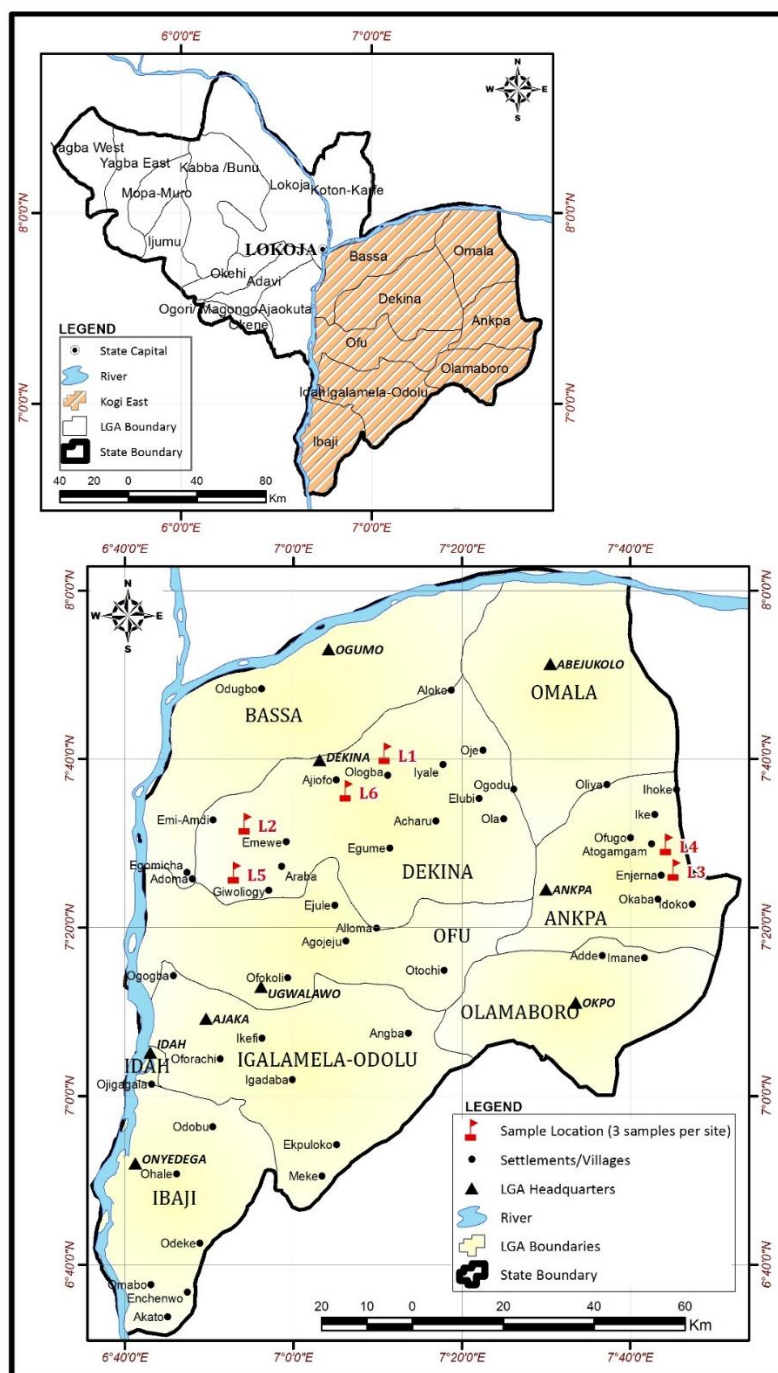 6°0'0"E
7°0'0"E
N
W E
S
Yagba West
Yagba East
Kabba /Bunu
Mopa-Muro
Lokoja
Koton-Karfe
8°0'0"N
8°0'0"N
Ijumu
LOKOJA
Bassa
Omala
Okehi
Adavi
Dekina
Ogori/ Magongo
Ajaokuta
Okene
Ankpa
Ofu
Olamaboro
Idah
Igalamela-Odolu
Ibaji
7°0'0"N
7°0'0"N
LEGEND
State Capital
River
Kogi East
LGA Boundary
State Boundary
40 30 20 0 40 80
Km
6°0'0"E
7°0'0"E
6°40'0"E
7°0'0"E
7°20'0"E
7°40'0"E
8°0'0"N
8°0'0"N
N
W E
S
OGUMO
ABEJUKOLO
Odugbo
Aloko
OMALA
BASSA
7°40'0"N
7°40'0"N
DEKINA
L1
Oje
Ologba
Iyale
Ajiofo
L6
Ogodu
Oliya
Ihoke
Elubi
Emi-Amdi
L2
Acharu
Ola
Ike
Emewe
Egume
Ofugo
L4
Atogamgam
DEKINA
Egomicha
Adoma
L5
Araba
Giwoliogy
Enjerna
L3
ANKPA
Okaba
Idoko
Ejule
ANKPA
7°20'0"N
7°20'0"N
Alloma
OFU
Agojeju
Adde
Imane
Ogogba
Ofokoli
Otochi
UGWALAWO
OLAMABORO
OKPO
AJAKA
Angba
IDAH
Ikefi
IDAH
Oforachi
IGALAMELA-ODOLU
Ojigagala
Igadaba
7°0'0"N
7°0'0"N
Odobu
Ekpuloko
ONYEDEGA
Ohale
Meke
IBAJI
Odeke
6°40'0"N
6°40'0"N
Omabo
Enchenwo
Akato
LEGEND
Sample Location (3 samples per site)
Settlements/Villages
LGA Headquarters
River
LGA Boundaries
State Boundary
20 10 0 20 40 60
Km
6°40'0"E
7°0'0"E
7°20'0"E
7°40'0"E